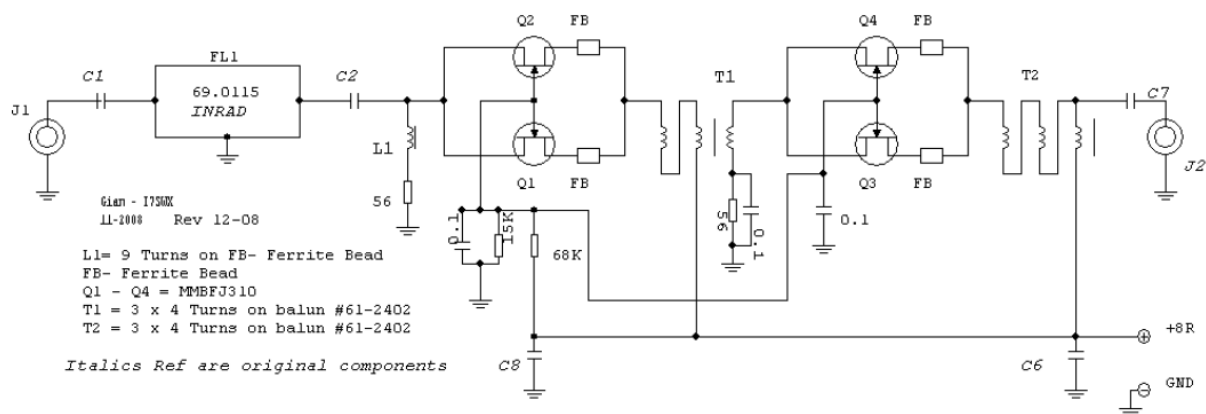 Q2
FB
Q4
FB
FL1
C1
C2
69.0115
INRAD
T1
T2
C7
J1
L1
Q1
FB
Q3
FB
J2
56
Gian - I7SWX
11-2008 Rev 12-08
0.1
15K
68K
56
0.1
0.1
L1= 9 Turns on FB- Ferrite Bead
FB- Ferrite Bead
Q1 - Q4 = MMBFJ310
T1 = 3 x 4 Turns on balun #61-2402
T2 = 3 x 4 Turns on balun #61-2402
+8R
Italics Ref are original components
C8
C6
GND